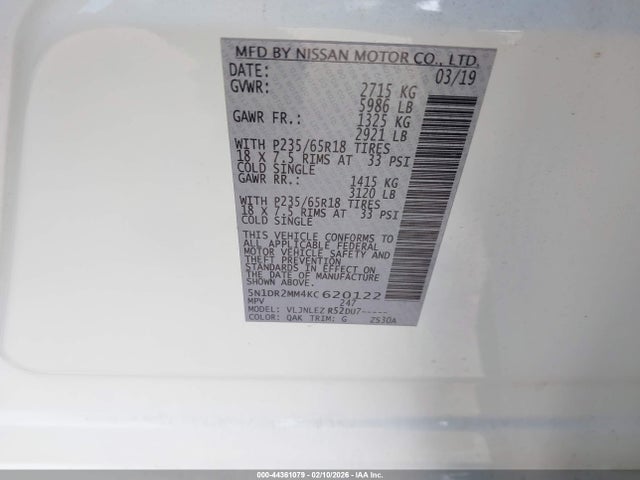 MFD BY NISSAN MOTOR CO., LTD.
DATE: 03/19
GVWR: 2715 KG
5986 LB
GAWR FR.: 1325 KG
2921 LB
WITH P235/65R18 TIRES
18 X 7.5 RIMS AT 33 PSI
COLD SINGLE
GAWR RR.: 1415 KG
3120 LB
WITH P235/65R18 TIRES
18 X 7.5 RIMS AT 33 PSI
COLD SINGLE
THIS VEHICLE CONFORMS TO
ALL APPLICABLE FEDERAL
MOTOR VEHICLE SAFETY AND
THEFT PREVENTION
STANDARDS IN EFFECT ON
THE DATE OF MANUFACTURE
SHOWN ABOVE.
5N1DR2MM4KC620122
MPV 247
MODEL: VLJNLEZ R52DU7-----
COLOR: QAK TRIM: G ZS30A
000-44381079 - 02/10/2026 - IAA Inc.